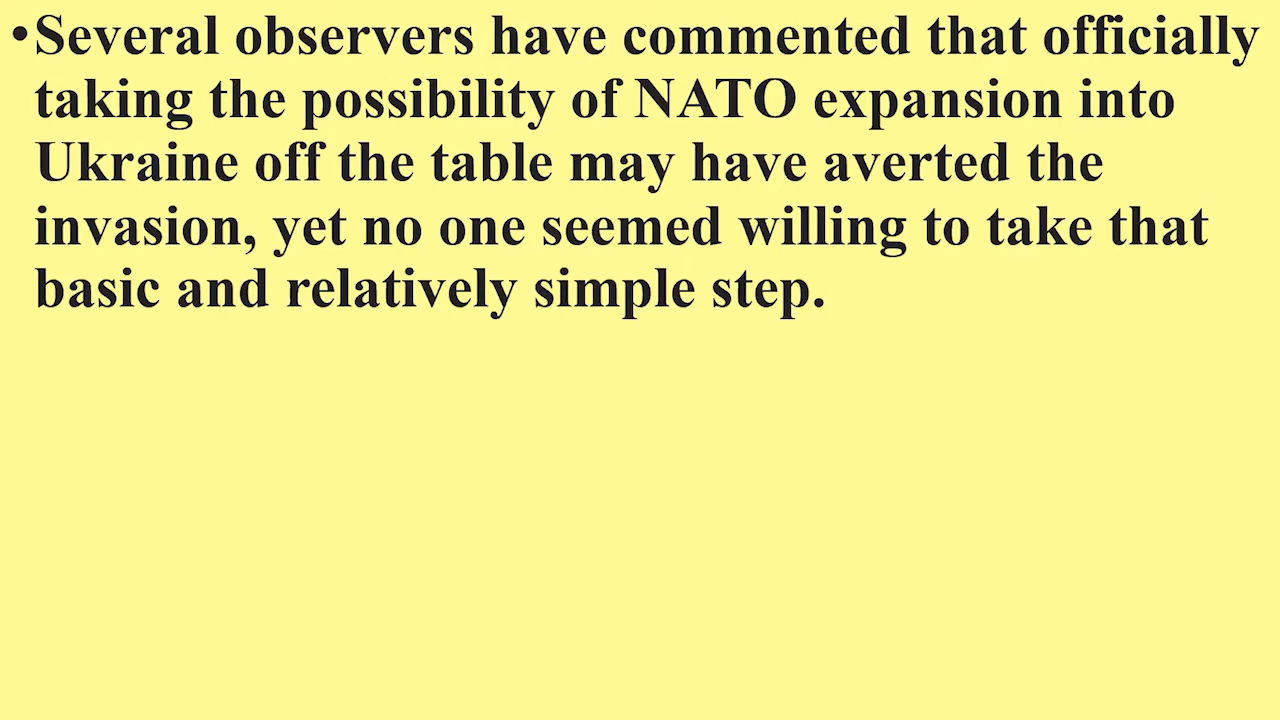 •Several observers have commented that officially
taking the possibility of NATO expansion into
Ukraine off the table may have averted the
invasion, yet no one seemed willing to take that
basic and relatively simple step.